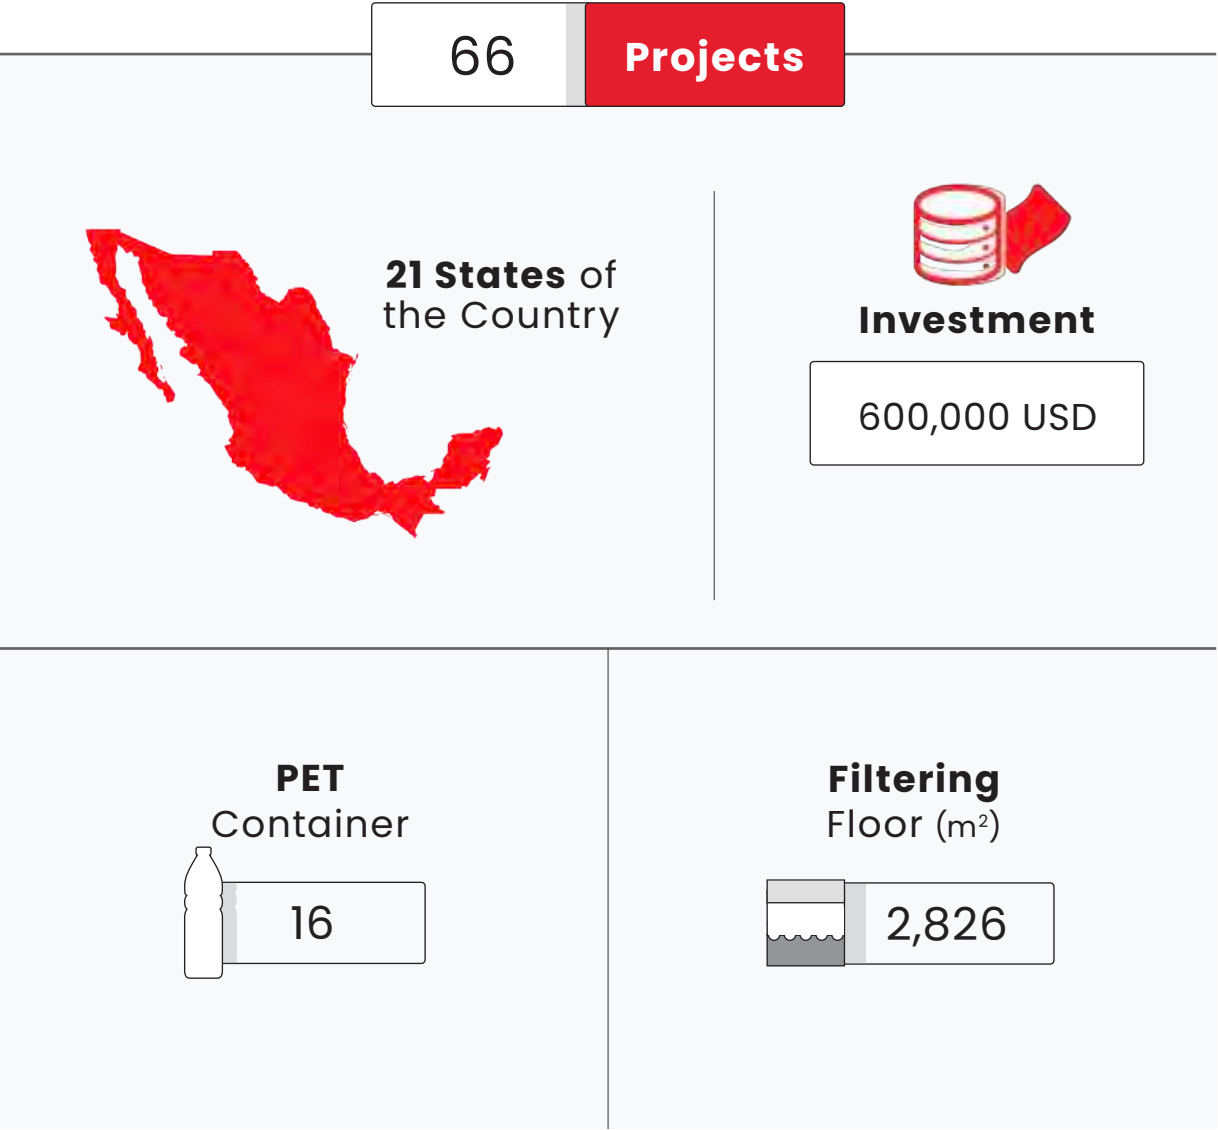 66 Projects
21 States of
the Country
Investment
600,000 USD
PET
Container
16
Filtering
Floor (m²)
2,826